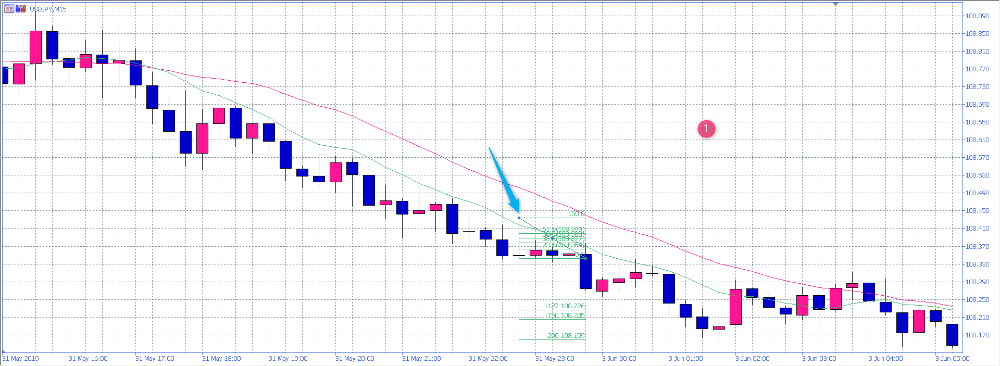 USDJPY,M15
108.890
108.850
108.810
108.770
108.730
108.690
108.650
1
108.610
108.570
108.530
108.490
108.450
100.0
108.410
61.8(108.399)
38.2(108.377)
108.370
23.6(108.364)
0.0
108.330
108.290
108.250
-127 108.226
108.210
-150 108.205
108.170
-200 108.159
31 May 2019
31 May 16:00
31 May 17:00
31 May 18:00
31 May 19:00
31 May 20:00
31 May 21:00
31 May 22:00
31 May 23:00
3 Jun 00:00
3 Jun 01:00
3 Jun 02:00
3 Jun 03:00
3 Jun 04:00
3 Jun 05:00